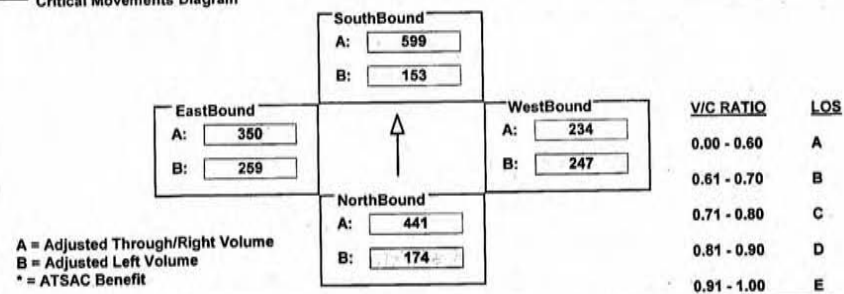 Critical Movements Diagram
SouthBound
A: 599
B: 153
EastBound
A: 350
B: 259
WestBound
A: 234
B: 247
NorthBound
A: 441
B: 174
A = Adjusted Through/Right Volume
B = Adjusted Left Volume
* = ATSAC Benefit
V/C RATIO LOS
0.00 - 0.60 A
0.61 - 0.70 B
0.71 - 0.80 C
0.81 - 0.90 D
0.91 - 1.00 E